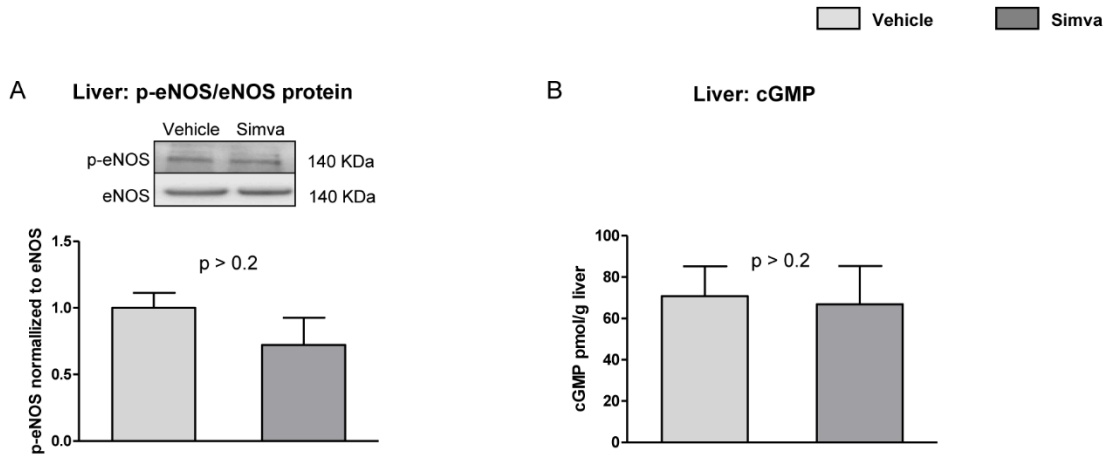 Vehicle
Simva
A
Liver: p-eNOS/eNOS protein
Vehicle Simva
p-eNOS 140 KDa
eNOS 140 KDa
p-eNOS normallized to eNOS
1.5
1.0
0.5
0.0
p > 0.2
B
Liver: cGMP
cGMP pmol/g liver
100
80
60
40
20
0
p > 0.2